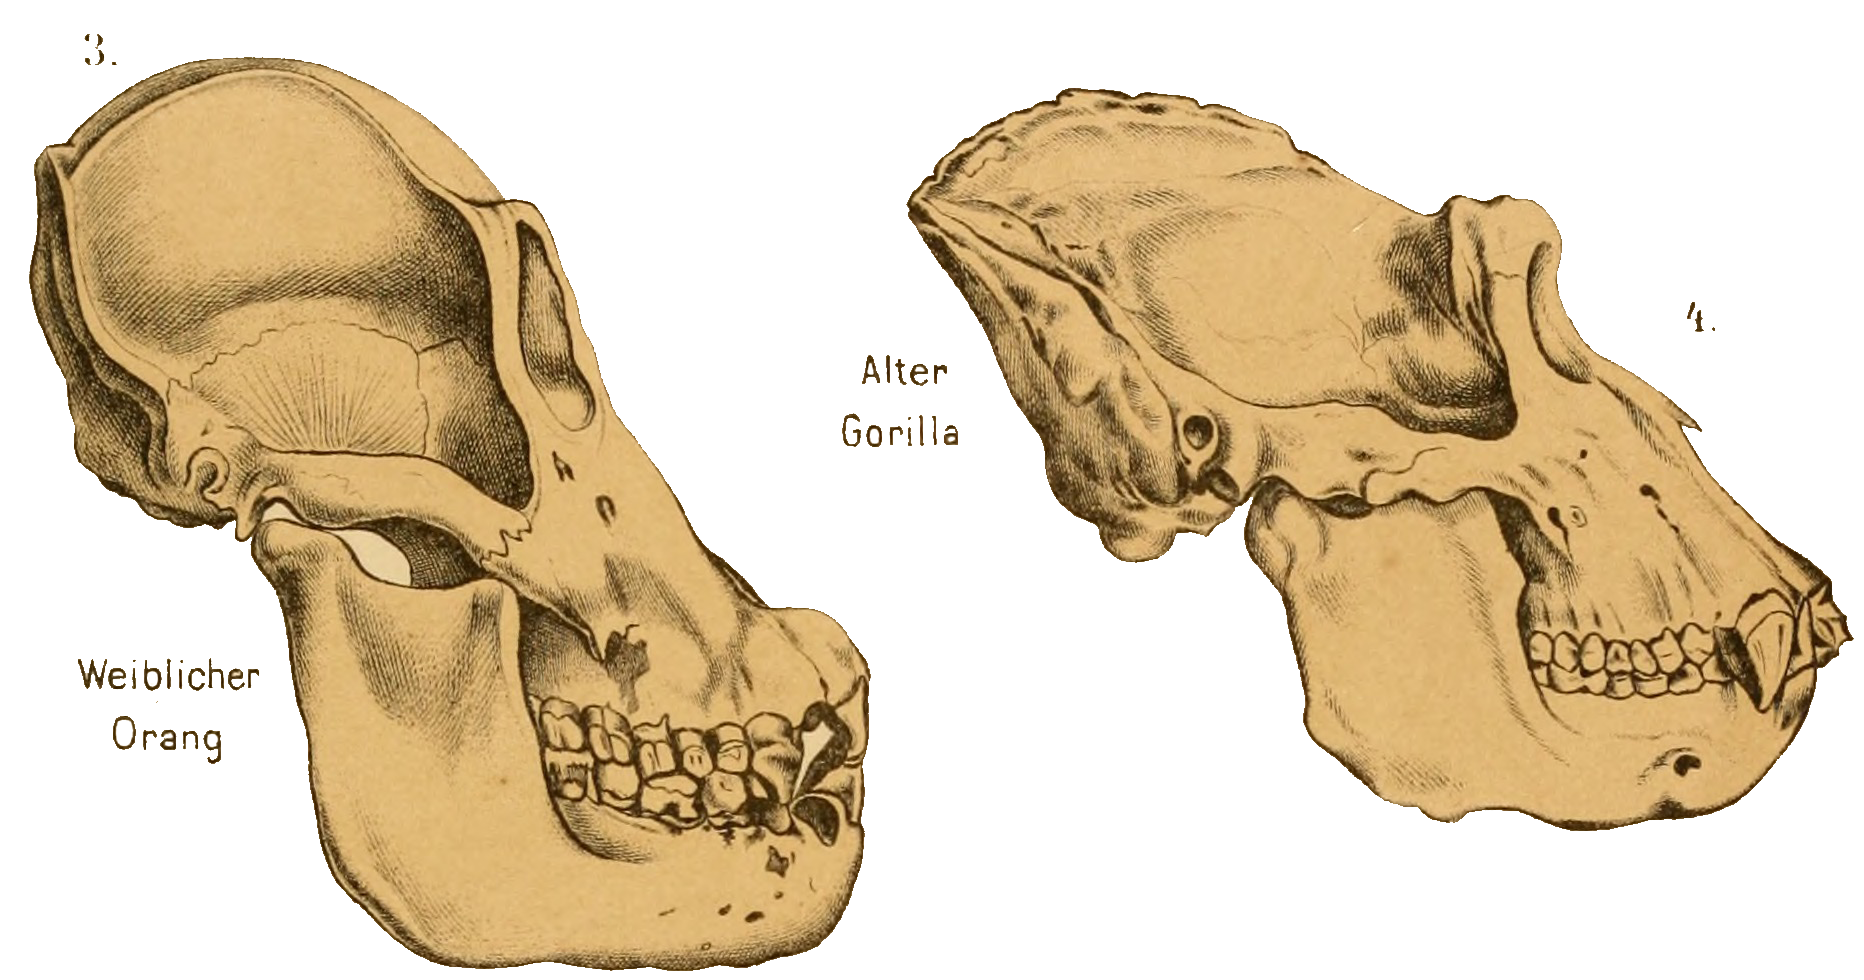 3.
Weiblicher
Orang
Alter
Gorilla
4.